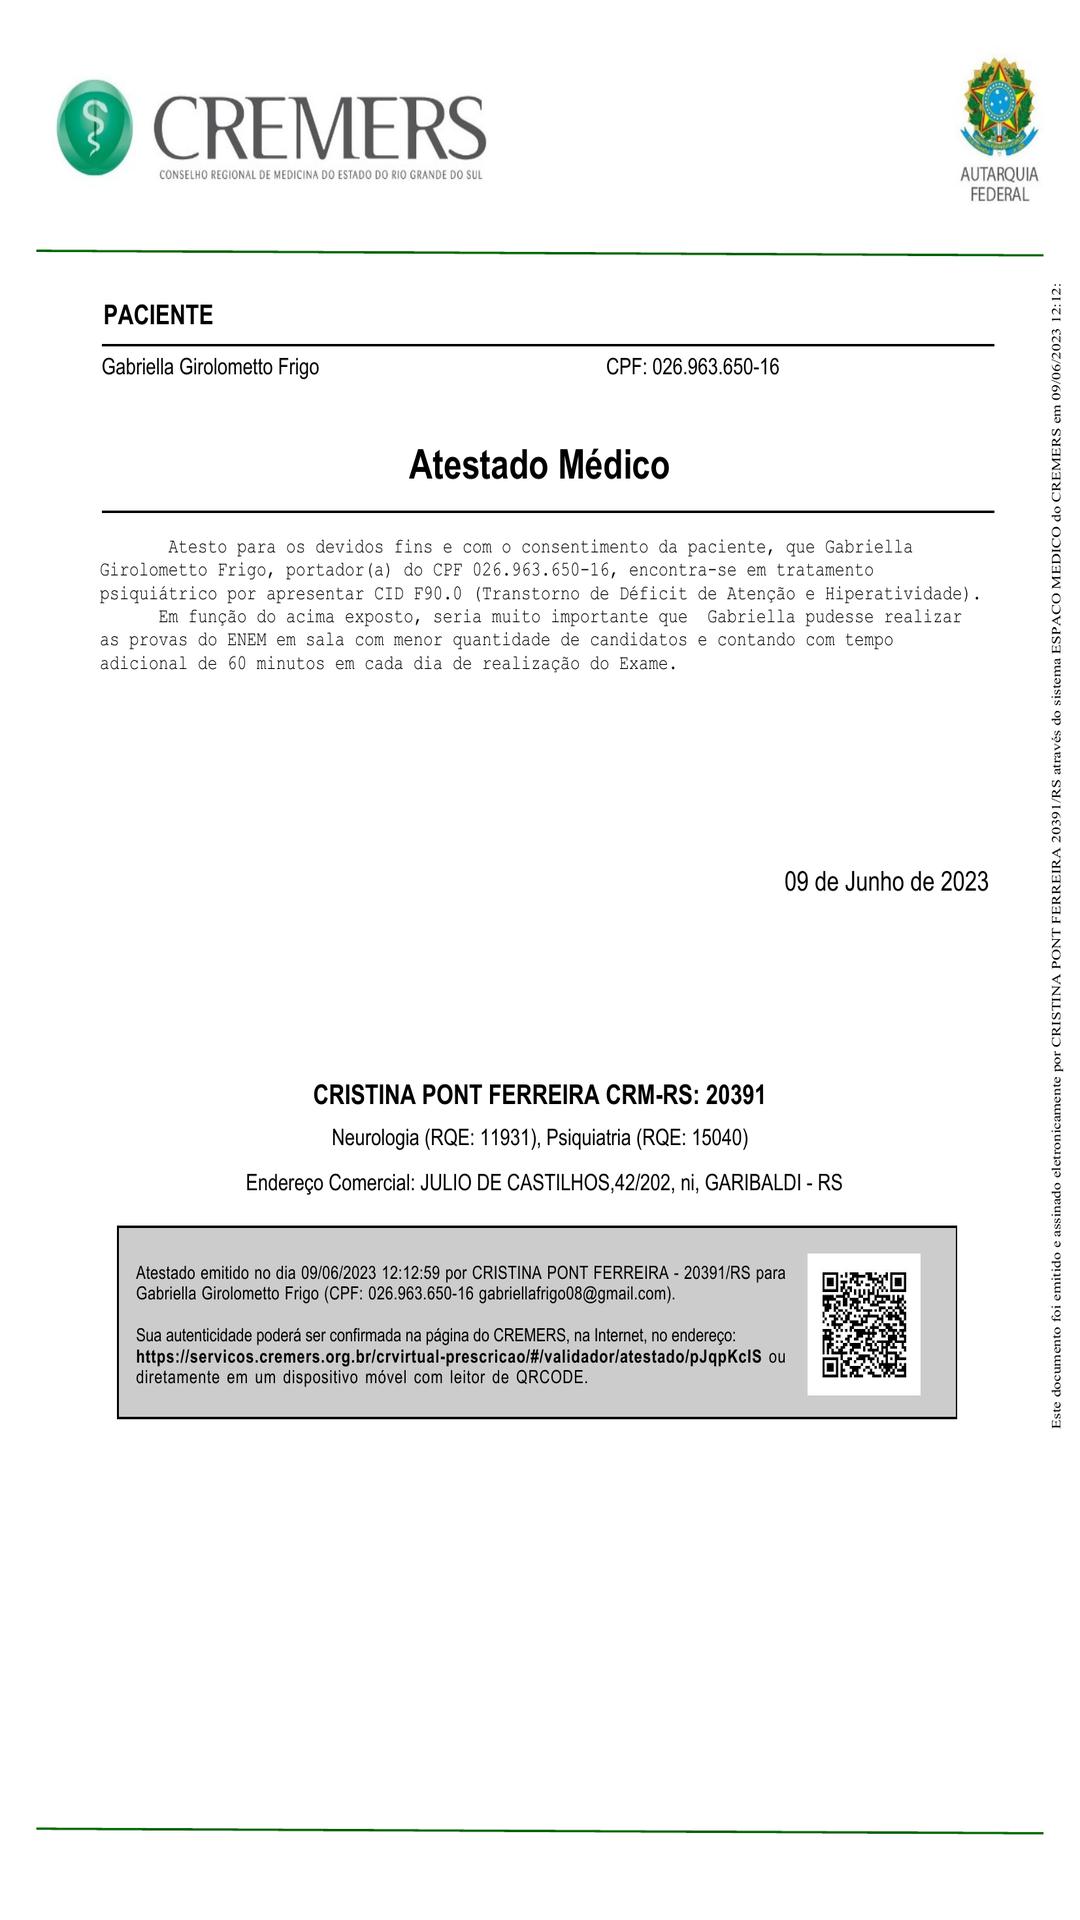 CREMERS
CONSELHO REGIONAL DE MEDICINA DO ESTADO DO RIO GRANDE DO SUL
AUTARQUIA
FEDERAL
PACIENTE
Gabriella Girolometto Frigo CPF: 026.963.650-16
Atestado Médico
Atesto para os devidos fins e com o consentimento da paciente, que Gabriella
Girolometto Frigo, portador(a) do CPF 026.963.650-16, encontra-se em tratamento
psiquiátrico por apresentar CID F90.0 (Transtorno de Déficit de Atenção e Hiperatividade).
Em função do acima exposto, seria muito importante que Gabriella pudesse realizar
as provas do ENEM em sala com menor quantidade de candidatos e contando com tempo
adicional de 60 minutos em cada dia de realização do Exame.
09 de Junho de 2023
CRISTINA PONT FERREIRA CRM-RS: 20391
Neurologia (RQE: 11931), Psiquiatria (RQE: 15040)
Endereço Comercial: JULIO DE CASTILHOS,42/202, ni, GARIBALDI - RS
Atestado emitido no dia 09/06/2023 12:12:59 por CRISTINA PONT FERREIRA - 20391/RS para
Gabriella Girolometto Frigo (CPF: 026.963.650-16 gabriellafrigo08@gmail.com).
Sua autenticidade poderá ser confirmada na página do CREMERS, na Internet, no endereço:
https://servicos.cremers.org.br/crvirtual-prescricao/#/validador/atestado/pJqpKcIS ou
diretamente em um dispositivo móvel com leitor de QRCODE.
Este documento foi emitido e assinado eletronicamente por CRISTINA PONT FERREIRA 20391/RS através do sistema ESPACO MEDICO do CREMERS em 09/06/2023 12:12: